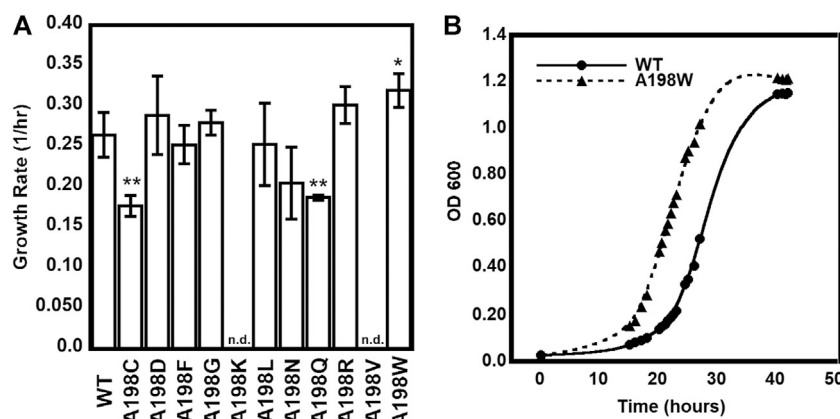 A
Growth Rate (1/hr)
0.40
0.35
0.30
0.25
0.20
0.15
0.10
0.050
0.0
**
n.d.
**
n.d.
*
WT
A198C
A198D
A198F
A198G
A198K
A198L
A198N
A198Q
A198R
A198V
A198W
B
OD 600
1.4
1.2
1.0
0.80
0.60
0.40
0.20
0.0
WT
A198W
0
10
20
30
40
50
Time (hours)